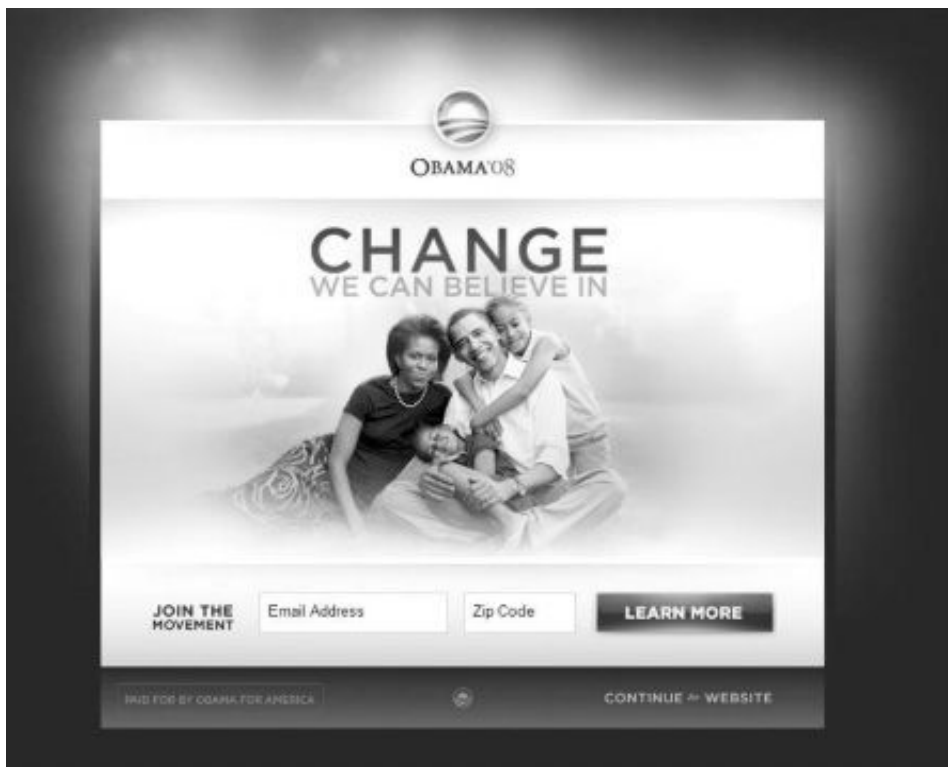 OBAMA'08
CHANGE
WE CAN BELIEVE IN
JOIN THE
MOVEMENT
Email Address
Zip Code
LEARN MORE
PAID FOR BY OBAMA FOR AMERICA
CONTINUE to WEBSITE